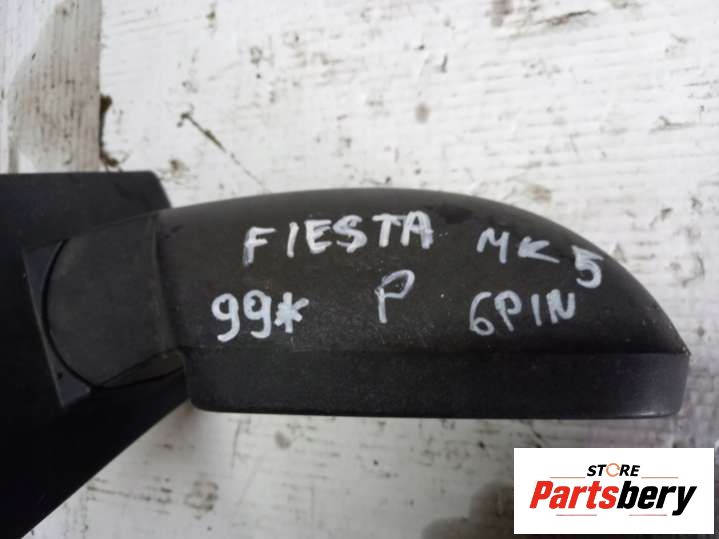 FIESTA MK5
99* P 6PIN
STORE
Partsbery